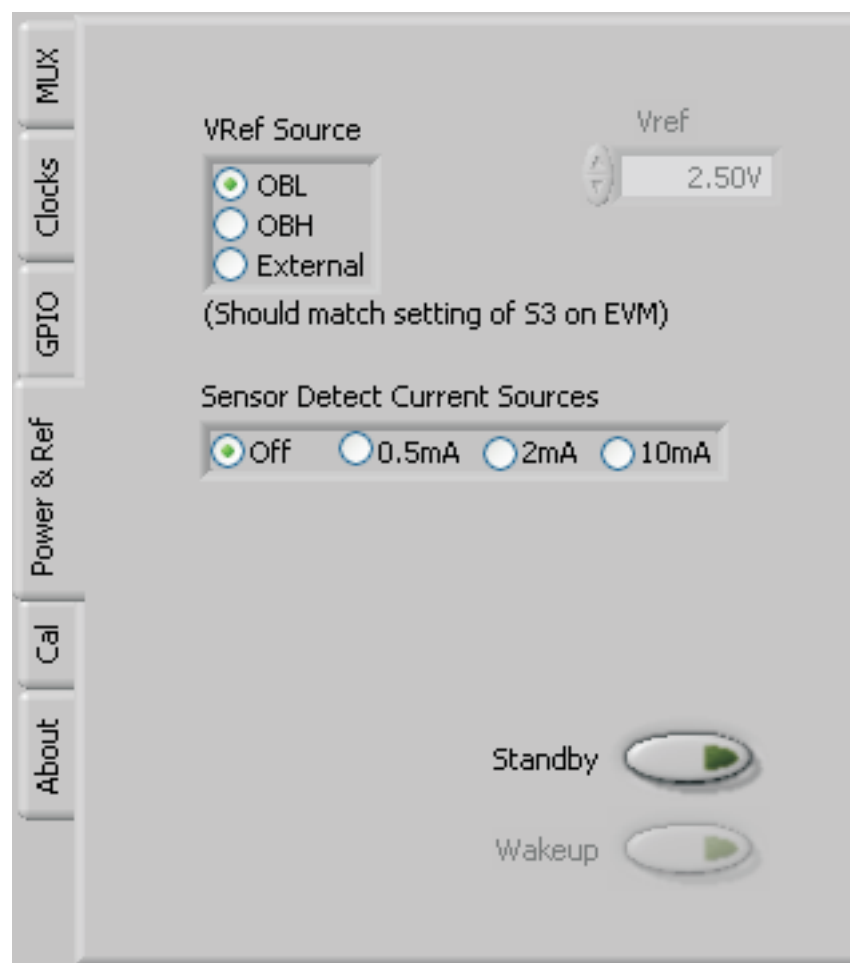 MUX
Clocks
GPIO
Power & Ref
Cal
About
VRef Source
OBL
OBH
External
(Should match setting of S3 on EVM)
Vref
2.50V
Sensor Detect Current Sources
Off 0.5mA 2mA 10mA
Standby
Wakeup